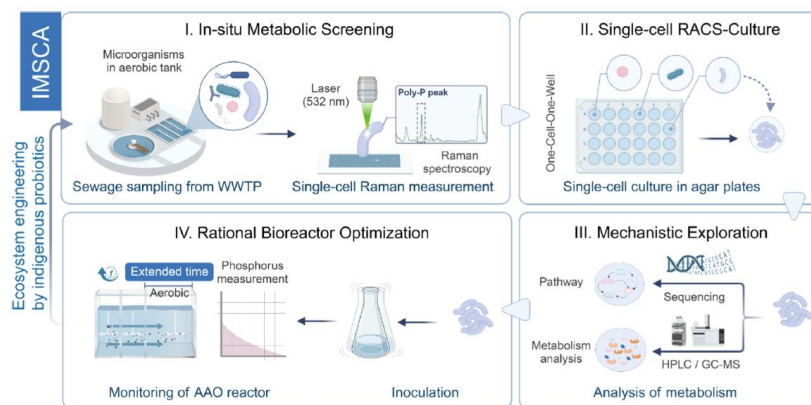 IMSCA
Ecosystem engineering
by indigenous probiotics
I. In-situ Metabolic Screening
Microorganisms
in aerobic tank
Laser
(532 nm)
Poly-P peak
Raman
spectroscopy
Sewage sampling from WWTP
Single-cell Raman measurement
II. Single-cell RACS-Culture
One-Cell-One-Well
Single-cell culture in agar plates
III. Mechanistic Exploration
Pathway
Sequencing
Metabolism
analysis
HPLC / GC-MS
Analysis of metabolism
IV. Rational Bioreactor Optimization
Extended time
Aerobic
Phosphorus
measurement
Monitoring of AAO reactor
Inoculation